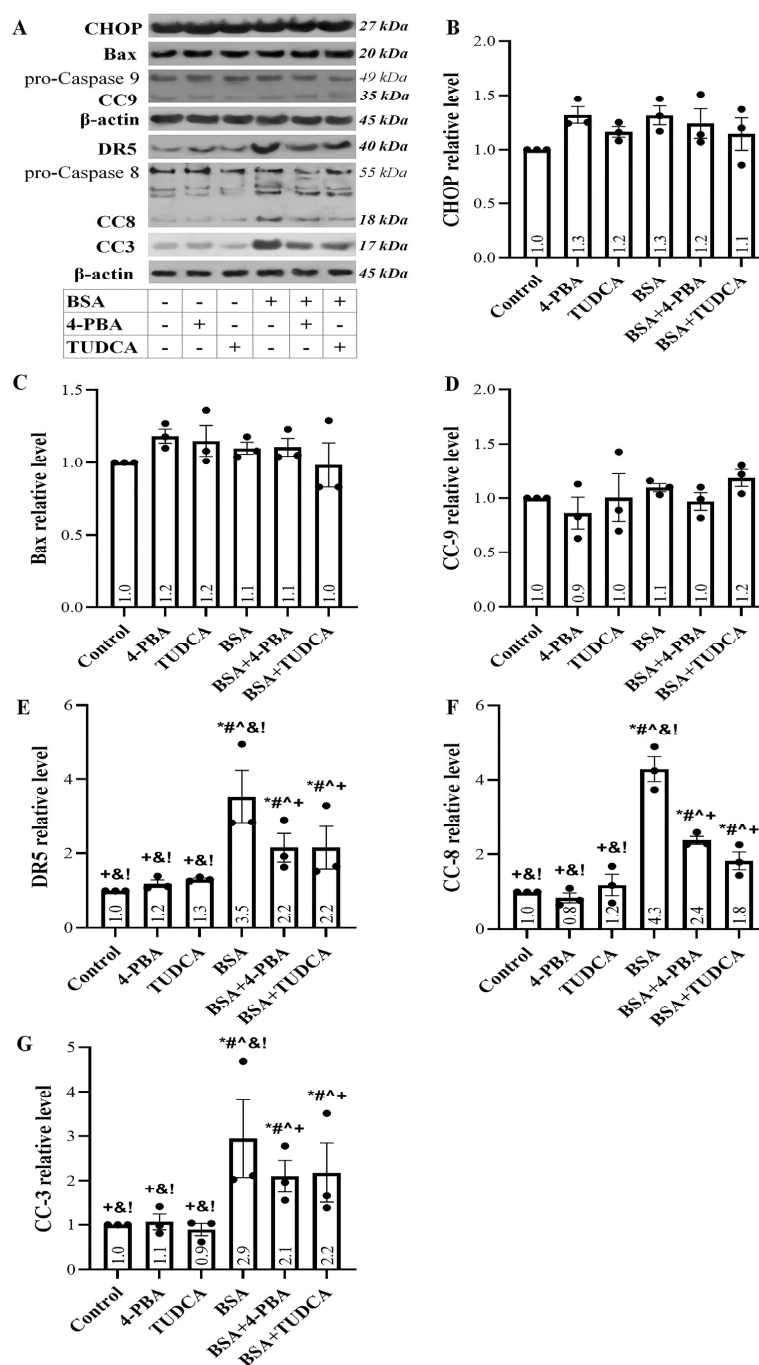 A
CHOP 27 kDa
Bax 20 kDa
pro-Caspase 9 49 kDa
CC9 35 kDa
β-actin 45 kDa
DR5 40 kDa
pro-Caspase 8 55 kDa
CC8 18 kDa
CC3 17 kDa
β-actin 45 kDa
BSA - - - + + +
4-PBA - + - - + -
TUDCA - - + - - +
B
CHOP relative level
2.0
1.5
1.0
0.5
0.0
1.0 1.3 1.2 1.3 1.2 1.1
Control 4-PBA TUDCA BSA BSA+4-PBA BSA+TUDCA
C
Bax relative level
1.5
1.0
0.5
0.0
1.0 1.2 1.2 1.1 1.1 1.0
Control 4-PBA TUDCA BSA BSA+4-PBA BSA+TUDCA
D
CC-9 relative level
2.0
1.5
1.0
0.5
0.0
1.0 0.9 1.0 1.1 1.0 1.2
Control 4-PBA TUDCA BSA BSA+4-PBA BSA+TUDCA
E
DR5 relative level
6
4
2
0
+&! +&! +&! *#^&! *#^+ *#^+
1.0 1.2 1.3 3.5 2.2 2.2
Control 4-PBA TUDCA BSA BSA+4-PBA BSA+TUDCA
F
CC-8 relative level
6
4
2
0
+&! +&! +&! *#^&! *#^+ *#^+
1.0 0.8 1.2 4.3 2.4 1.8
Control 4-PBA TUDCA BSA BSA+4-PBA BSA+TUDCA
G
CC-3 relative level
5
4
3
2
1
0
+&! +&! +&! *#^&! *#^+ *#^+
1.0 1.1 0.9 2.9 2.1 2.2
Control 4-PBA TUDCA BSA BSA+4-PBA BSA+TUDCA